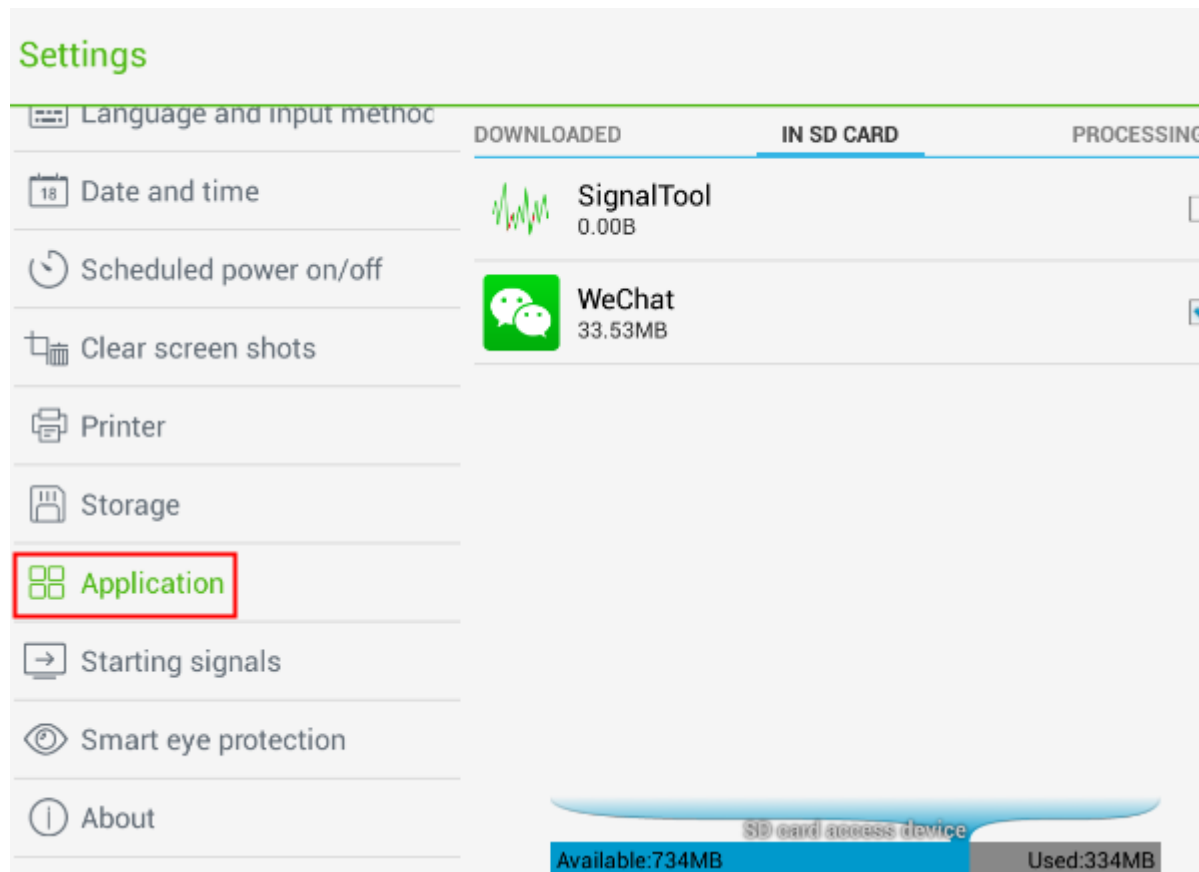 Settings
Language and input method
Date and time
Scheduled power on/off
Clear screen shots
Printer
Storage
Application
Starting signals
Smart eye protection
About
DOWNLOADED IN SD CARD PROCESSING
SignalTool
0.00B
WeChat
33.53MB
SD card access device
Available:734MB Used:334MB